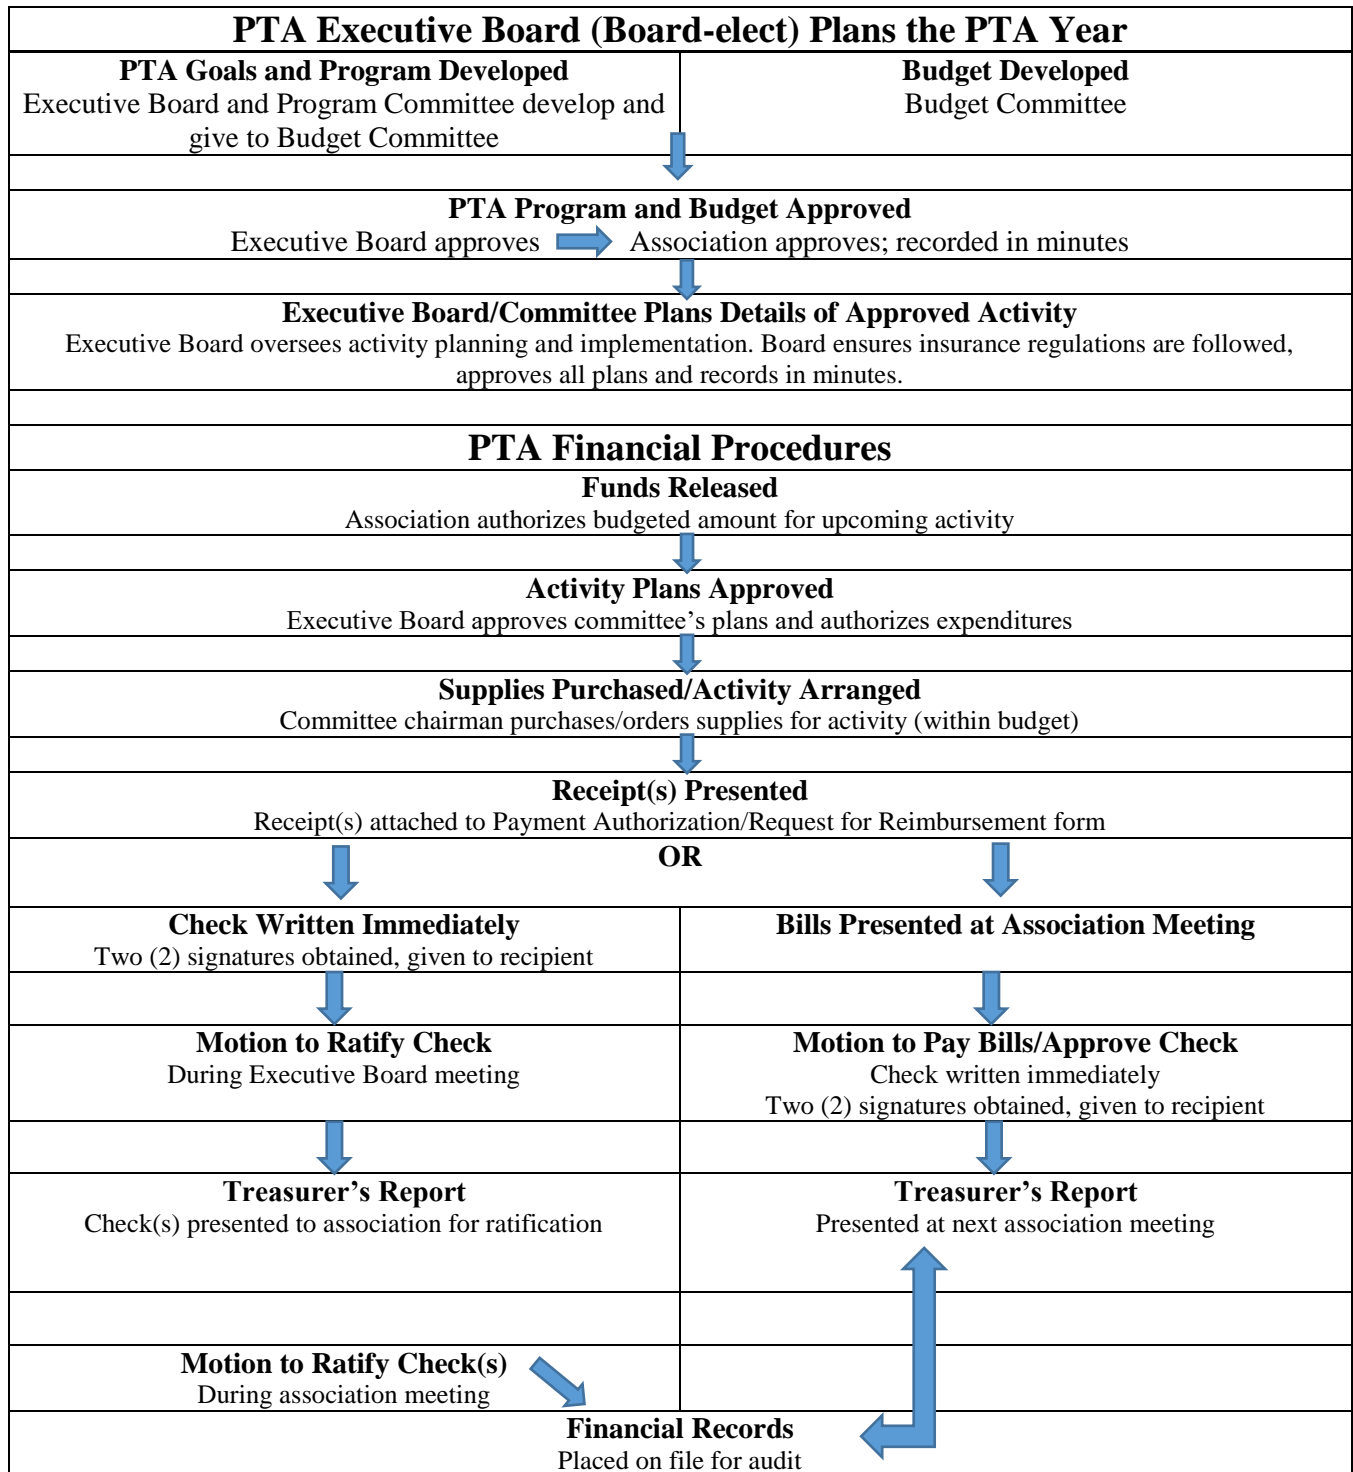 PTA Executive Board (Board-elect) Plans the PTA Year
PTA Goals and Program Developed
Executive Board and Program Committee develop and
give to Budget Committee
Budget Developed
Budget Committee
PTA Program and Budget Approved
Executive Board approves Association approves; recorded in minutes
Executive Board/Committee Plans Details of Approved Activity
Executive Board oversees activity planning and implementation. Board ensures insurance regulations are followed,
approves all plans and records in minutes.
PTA Financial Procedures
Funds Released
Association authorizes budgeted amount for upcoming activity
Activity Plans Approved
Executive Board approves committee’s plans and authorizes expenditures
Supplies Purchased/Activity Arranged
Committee chairman purchases/orders supplies for activity (within budget)
Receipt(s) Presented
Receipt(s) attached to Payment Authorization/Request for Reimbursement form
OR
Check Written Immediately
Two (2) signatures obtained, given to recipient
Bills Presented at Association Meeting
Motion to Ratify Check
During Executive Board meeting
Motion to Pay Bills/Approve Check
Check written immediately
Two (2) signatures obtained, given to recipient
Treasurer’s Report
Check(s) presented to association for ratification
Treasurer’s Report
Presented at next association meeting
Motion to Ratify Check(s)
During association meeting
Financial Records
Placed on file for audit